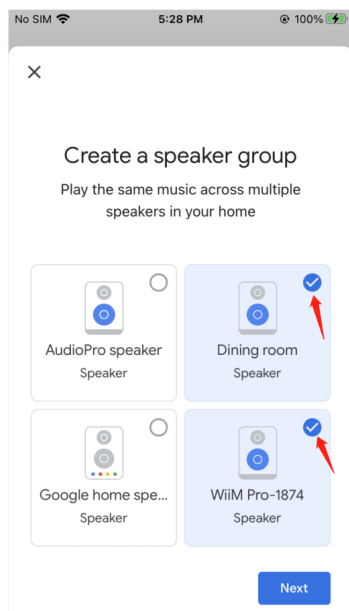 No SIM 5:28 PM 100%
Create a speaker group
Play the same music across multiple
speakers in your home
AudioPro speaker
Speaker
Dining room
Speaker
Google home spe...
Speaker
WiiM Pro-1874
Speaker
Next